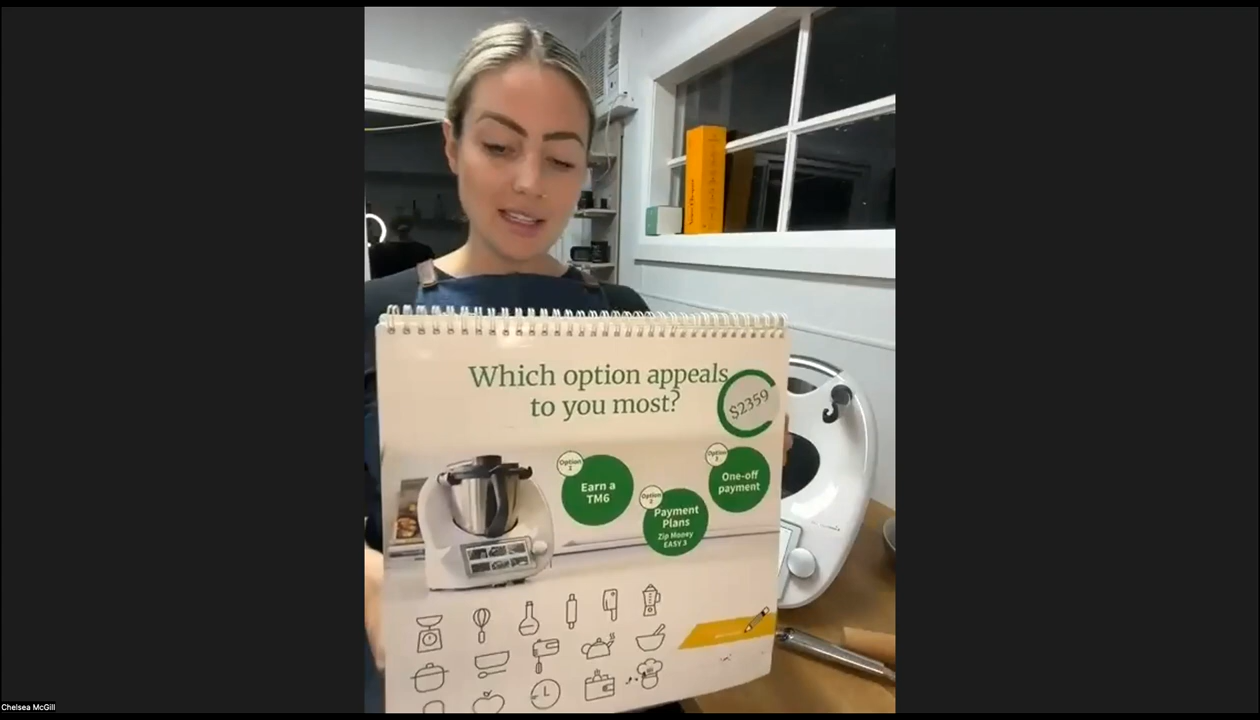 Which option appeals
to you most?
$2359
Option
1
Earn a
TM6
Option
2
Payment
Plans
Zip Money
EASY 3
Option
3
One-off
payment
Chelsea McGill